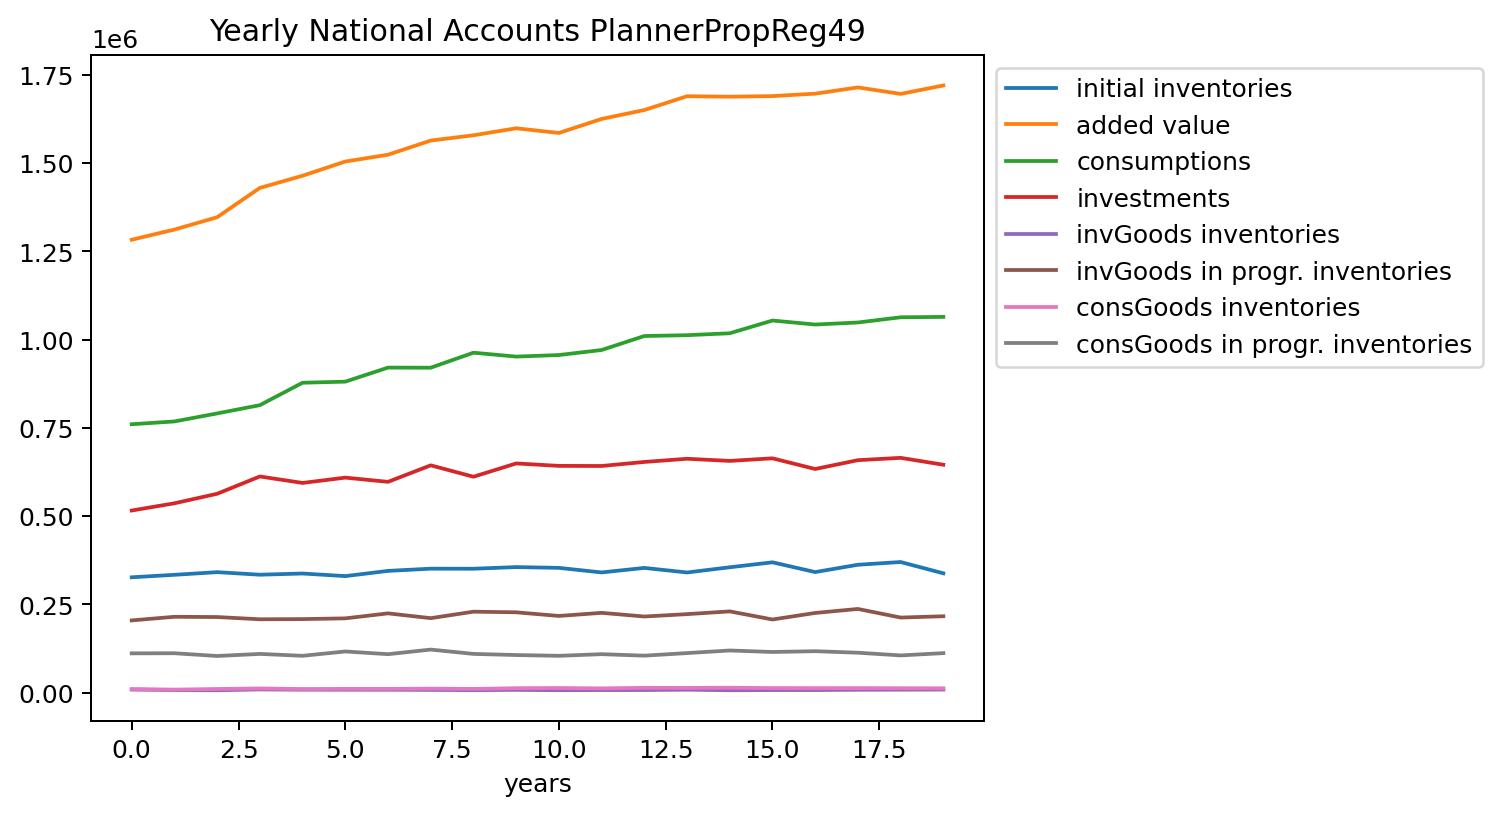 Yearly National Accounts PlannerPropReg49
1e6
1.75
1.50
1.25
1.00
0.75
0.50
0.25
0.00
0.0 2.5 5.0 7.5 10.0 12.5 15.0 17.5
years
initial inventories
added value
consumptions
investments
invGoods inventories
invGoods in progr. inventories
consGoods inventories
consGoods in progr. inventories